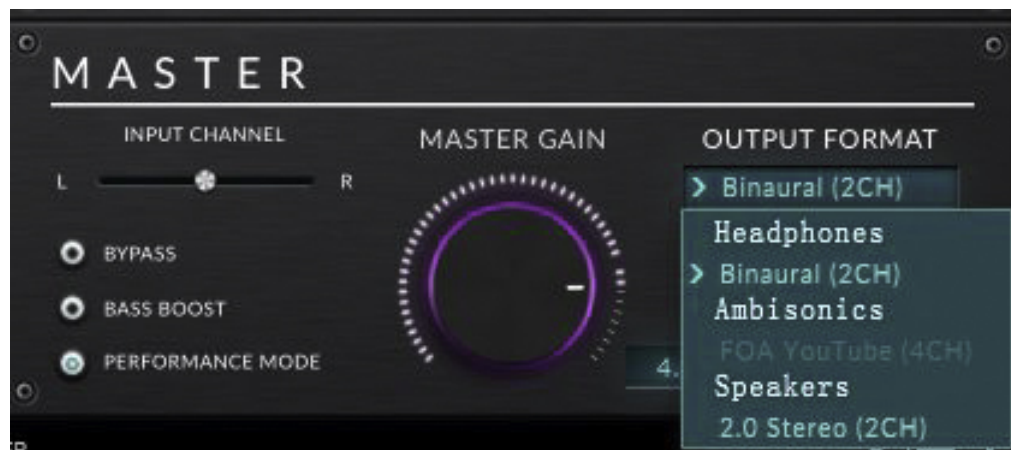 MASTER
INPUT CHANNEL
L R
BYPASS
BASS BOOST
PERFORMANCE MODE
MASTER GAIN
4.
OUTPUT FORMAT
Binaural (2CH)
Headphones
Binaural (2CH)
Ambisonics
FOA YouTube (4CH)
Speakers
2.0 Stereo (2CH)